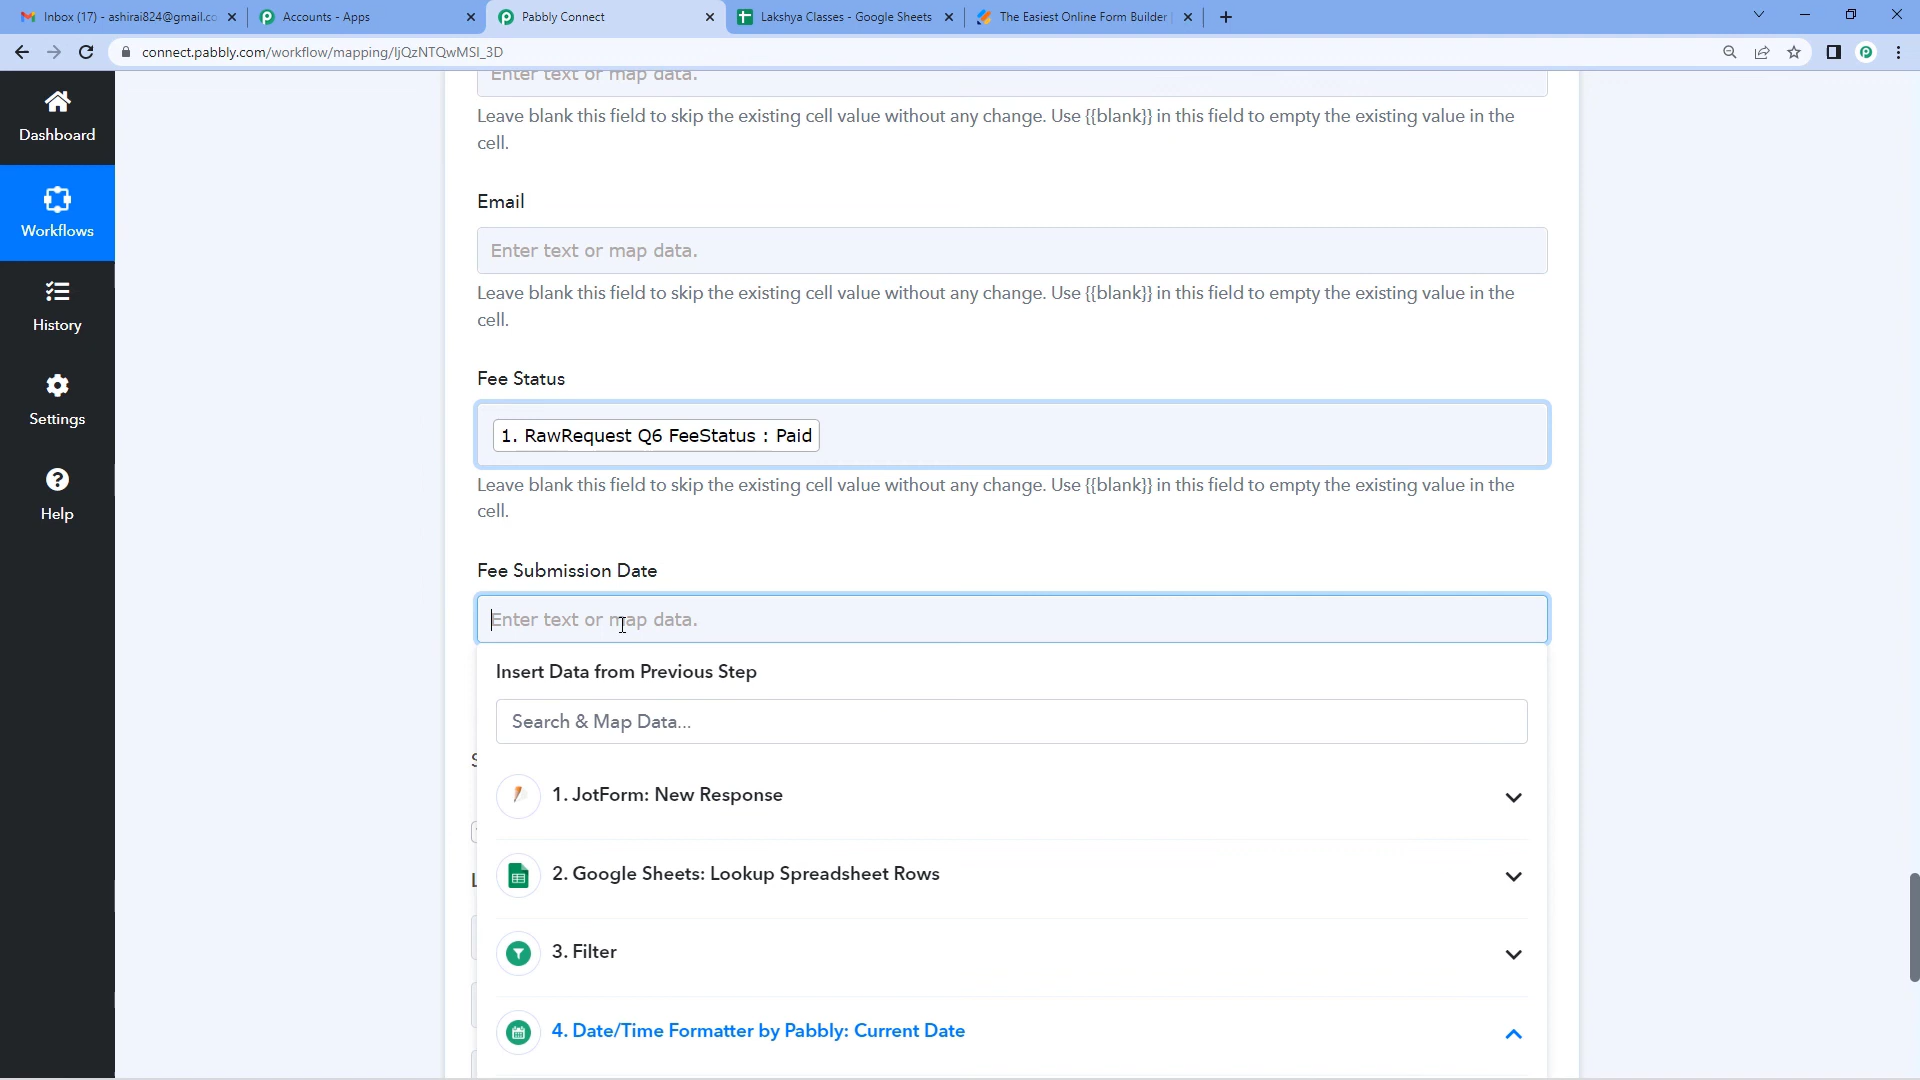 Inbox (17) - ashirai824@gmail.co
Accounts - Apps
Pabbly Connect
Lakshya Classes - Google Sheets
The Easiest Online Form Builder
connect.pabbly.com/workflow/mapping/IjQzNTQwMSI_3D
Dashboard
Workflows
History
Settings
Help
Enter text or map data.
Leave blank this field to skip the existing cell value without any change. Use {{blank}} in this field to empty the existing value in the
cell.
Email
Enter text or map data.
Leave blank this field to skip the existing cell value without any change. Use {{blank}} in this field to empty the existing value in the
cell.
Fee Status
1. RawRequest Q6 FeeStatus : Paid
Leave blank this field to skip the existing cell value without any change. Use {{blank}} in this field to empty the existing value in the
cell.
Fee Submission Date
Enter text or map data.
Insert Data from Previous Step
Search & Map Data...
1. JotForm: New Response
2. Google Sheets: Lookup Spreadsheet Rows
3. Filter
4. Date/Time Formatter by Pabbly: Current Date